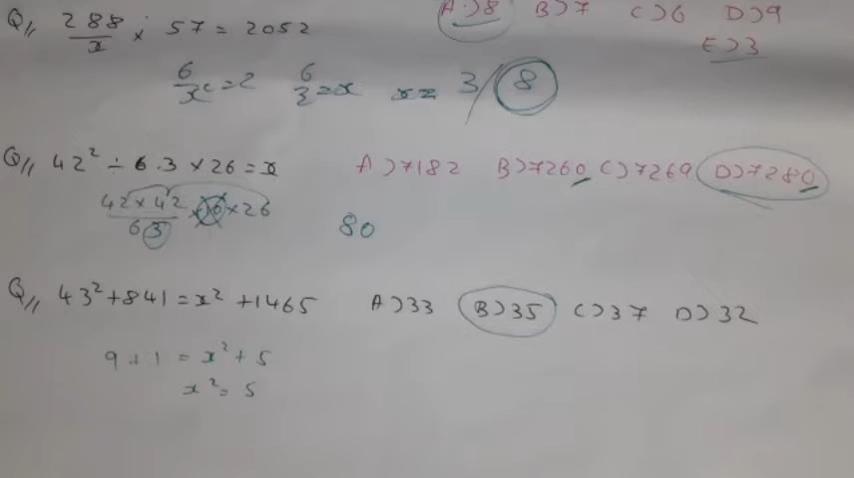 Q// 288/x × 57 = 2052 A.>8 B>7 C>6 D>9
E>3
6/x = 2 6/2 = x x = 3/8
Q// 42² ÷ 6.3 × 26 = x A>7182 B>7260 C>7269 D>7280
42 × 42 / 63 × 26
80
Q// 43² + 841 = x² + 1465 A>33 B>35 C>37 D>32
9 + 1 = x² + 5
x² = 5